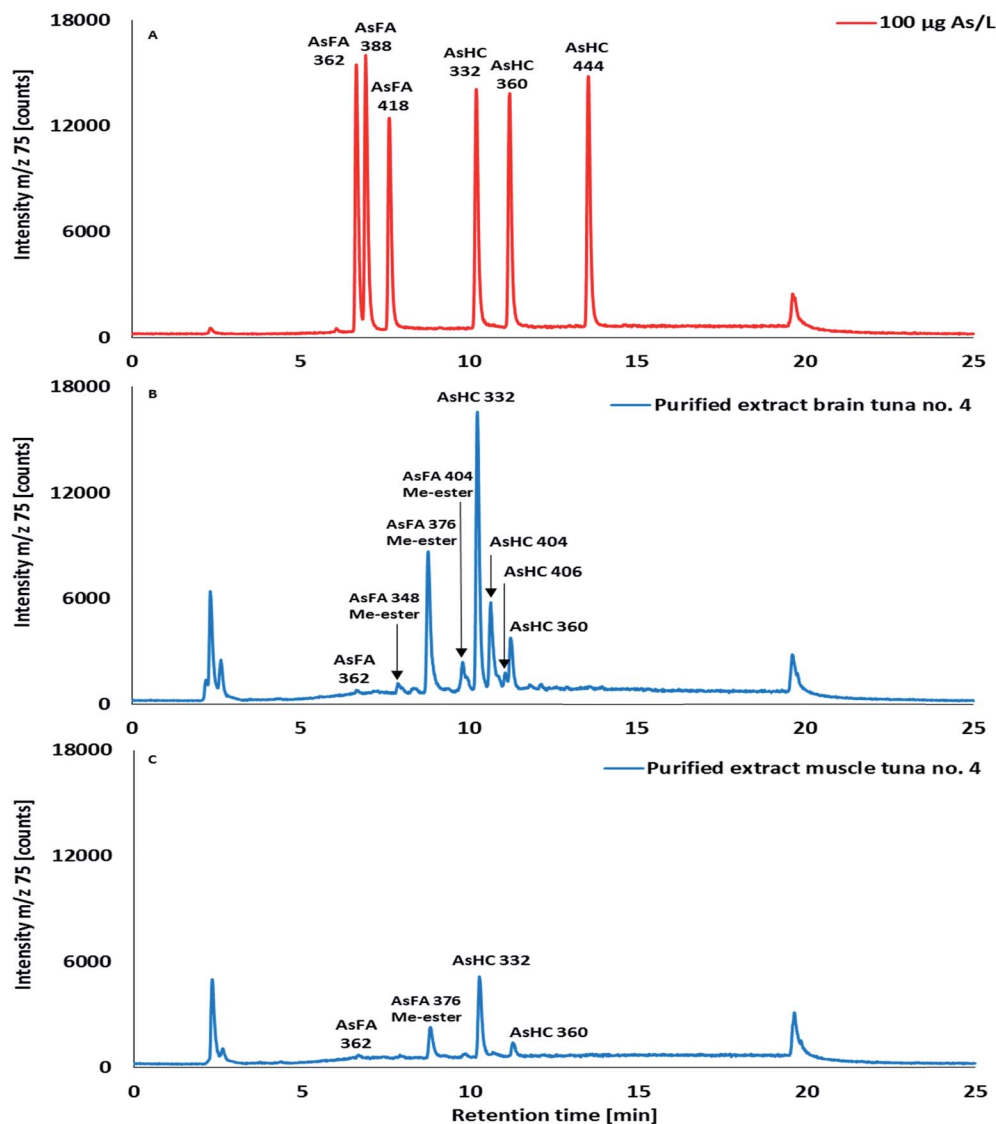 A
100 µg As/L
AsFA
362
AsFA
388
AsFA
418
AsHC
332
AsHC
360
AsHC
444
Intensity m/z 75 [counts]
18000
12000
6000
0
0 5 10 15 20 25
B
Purified extract brain tuna no. 4
AsHC 332
AsFA 404
Me-ester
AsFA 376
Me-ester
AsHC 404
AsHC 406
AsFA 348
Me-ester
AsHC 360
AsFA
362
Intensity m/z 75 [counts]
18000
12000
6000
0
0 5 10 15 20 25
C
Purified extract muscle tuna no. 4
AsHC 332
AsFA 376
Me-ester
AsFA
362
AsHC 360
Intensity m/z 75 [counts]
18000
12000
6000
0
0 5 10 15 20 25
Retention time [min]